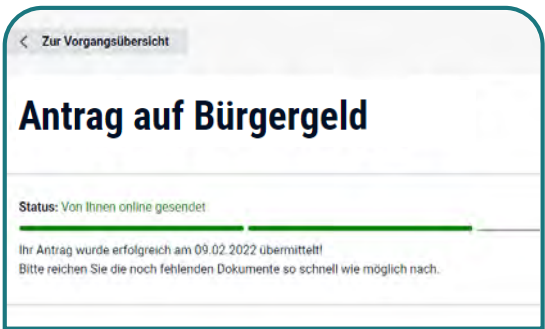 Zur Vorgangsübersicht
Antrag auf Bürgergeld
Status: Von Ihnen online gesendet
Ihr Antrag wurde erfolgreich am 09.02.2022 übermittelt!
Bitte reichen Sie die noch fehlenden Dokumente so schnell wie möglich nach.